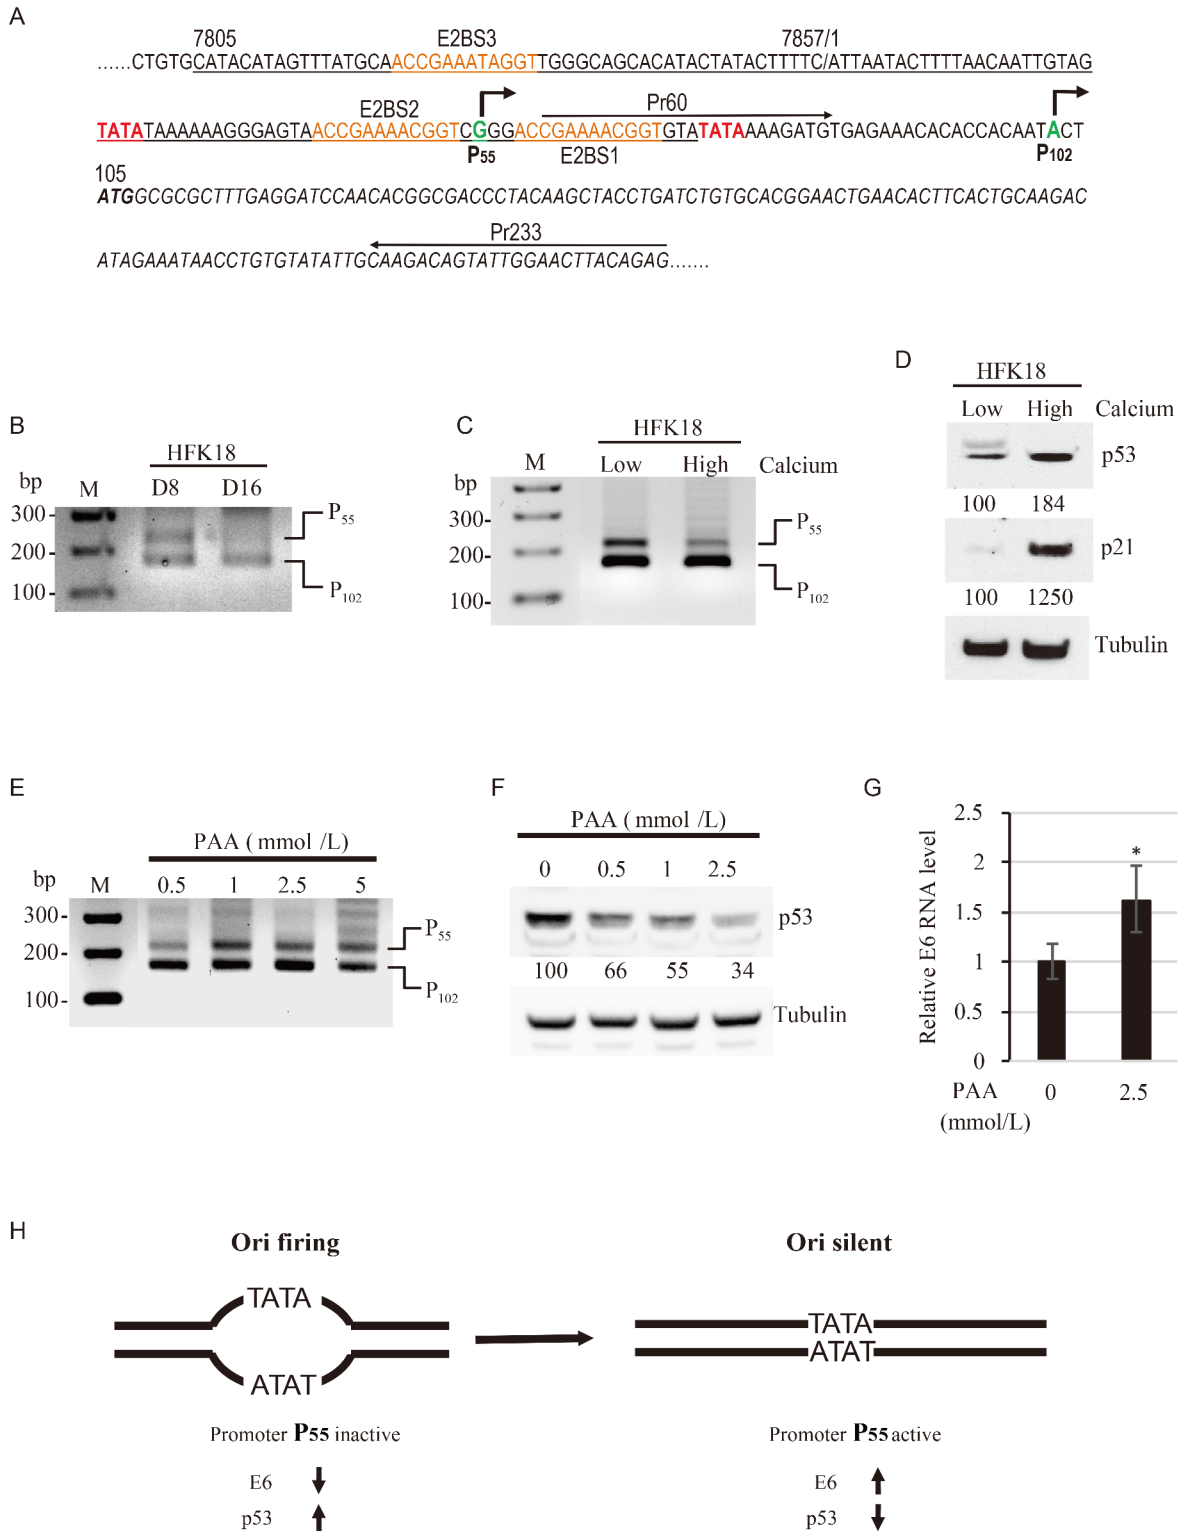 A
7805 E2BS3 7857/1
......CTGTGCATACATAGTTTATGCAACCGAAATAGGTTGGGCAGCACATACTATACTTTTC/ATTAATACTTTTAACAATTGTAG
E2BS2 Pr60
TATATAAAAAAGGGAGTAACCGAAAACGGTCGGGACCGAAAACGGTGTATATAAAAGATGTGAGAAACACACCACAATACT
P55 E2BS1 P102
105
ATGGCGCGCTTTGAGGATCCAACACGGCGACCCTACAAGCTACCTGATCTGTGCACGGAACTGAACACTTCACTGCAAGAC
Pr233
ATAGAAATAACCTGTGTATATTGCAAGACAGTATTGGAACTTACAGAG.......
B
HFK18
bp M D8 D16
300
200
100
P55
P102
C
HFK18
M Low High Calcium
bp
300
200
100
P55
P102
D
HFK18
Low High Calcium
p53
100 184
p21
100 1250
Tubulin
E
PAA ( mmol /L)
bp M 0.5 1 2.5 5
300
200
100
P55
P102
F
PAA ( mmol /L)
0 0.5 1 2.5
p53
100 66 55 34
Tubulin
G
Relative E6 RNA level
2.5
2
1.5
1
0.5
0
*
PAA 0 2.5
(mmol/L)
H
Ori firing Ori silent
TATA
ATAT
TATA
ATAT
Promoter P55 inactive Promoter P55 active
E6 E6
p53 p53